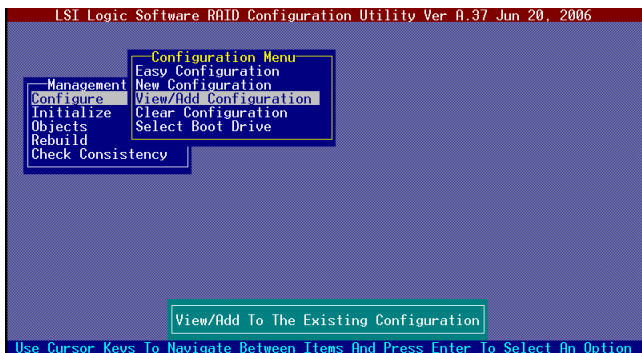 LSI Logic Software RAID Configuration Utility Ver A.37 Jun 20, 2006
Configuration Menu
Easy Configuration
New Configuration
View/Add Configuration
Clear Configuration
Select Boot Drive
Management
Configure
Initialize
Objects
Rebuild
Check Consistency
View/Add To The Existing Configuration
Use Cursor Keys To Navigate Between Items And Press Enter To Select An Option